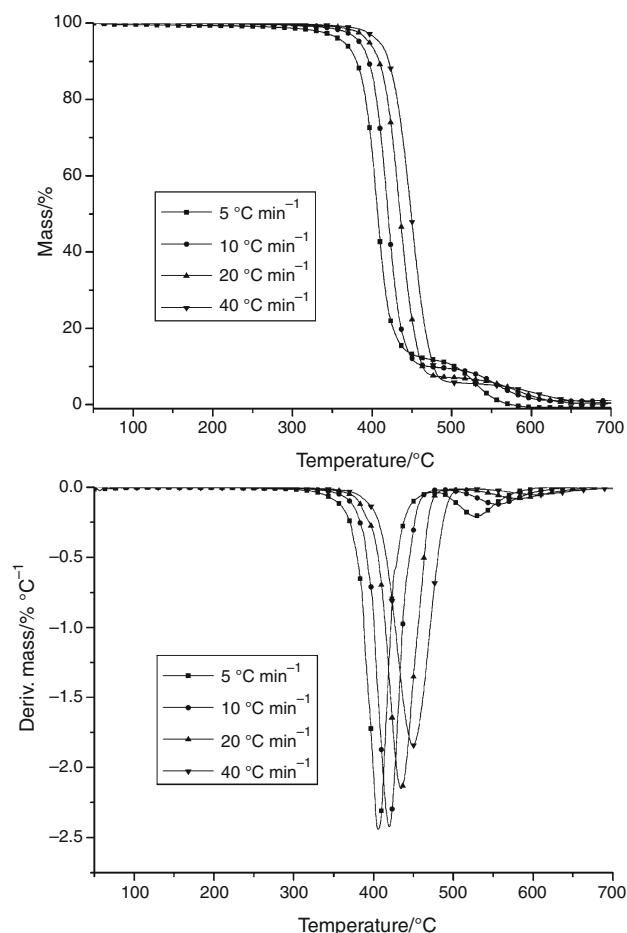 100
80
60
40
20
0
Mass/%
5 °C min⁻¹
10 °C min⁻¹
20 °C min⁻¹
40 °C min⁻¹
100 200 300 400 500 600 700
Temperature/°C
0.0
−0.5
−1.0
−1.5
−2.0
−2.5
Deriv. mass/% °C⁻¹
5 °C min⁻¹
10 °C min⁻¹
20 °C min⁻¹
40 °C min⁻¹
100 200 300 400 500 600 700
Temperature/°C